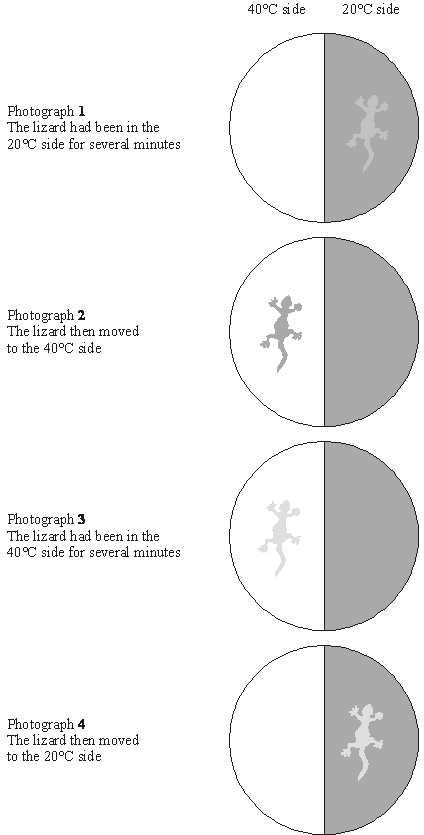 40°C side 20°C side
Photograph 1
The lizard had been in the
20°C side for several minutes
Photograph 2
The lizard then moved
to the 40°C side
Photograph 3
The lizard had been in the
40°C side for several minutes
Photograph 4
The lizard then moved
to the 20°C side